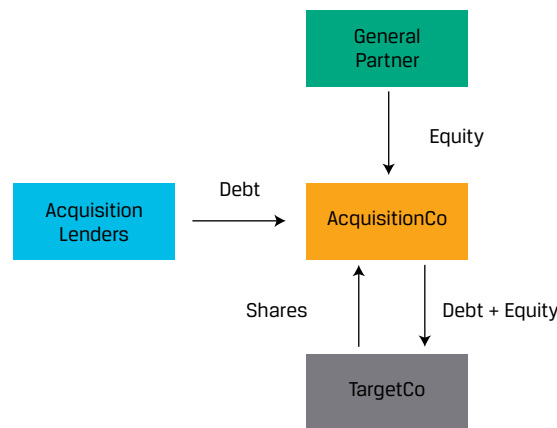 General
Partner
Equity
Debt
Acquisition
Lenders
AcquisitionCo
Shares
Debt + Equity
TargetCo